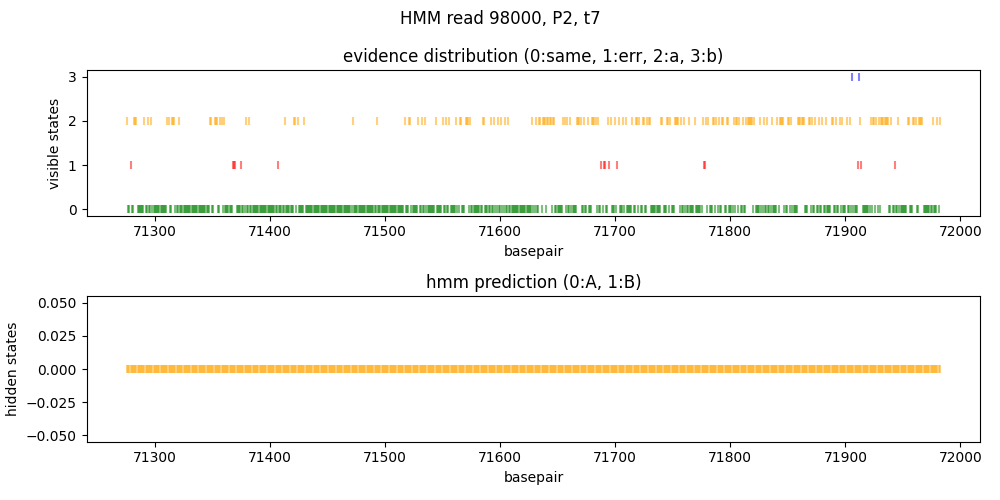 HMM read 98000, P2, t7
evidence distribution (0:same, 1:err, 2:a, 3:b)
visible states
3
2
1
0
71300 71400 71500 71600 71700 71800 71900 72000
basepair
hmm prediction (0:A, 1:B)
hidden states
0.050
0.025
0.000
−0.025
−0.050
71300 71400 71500 71600 71700 71800 71900 72000
basepair